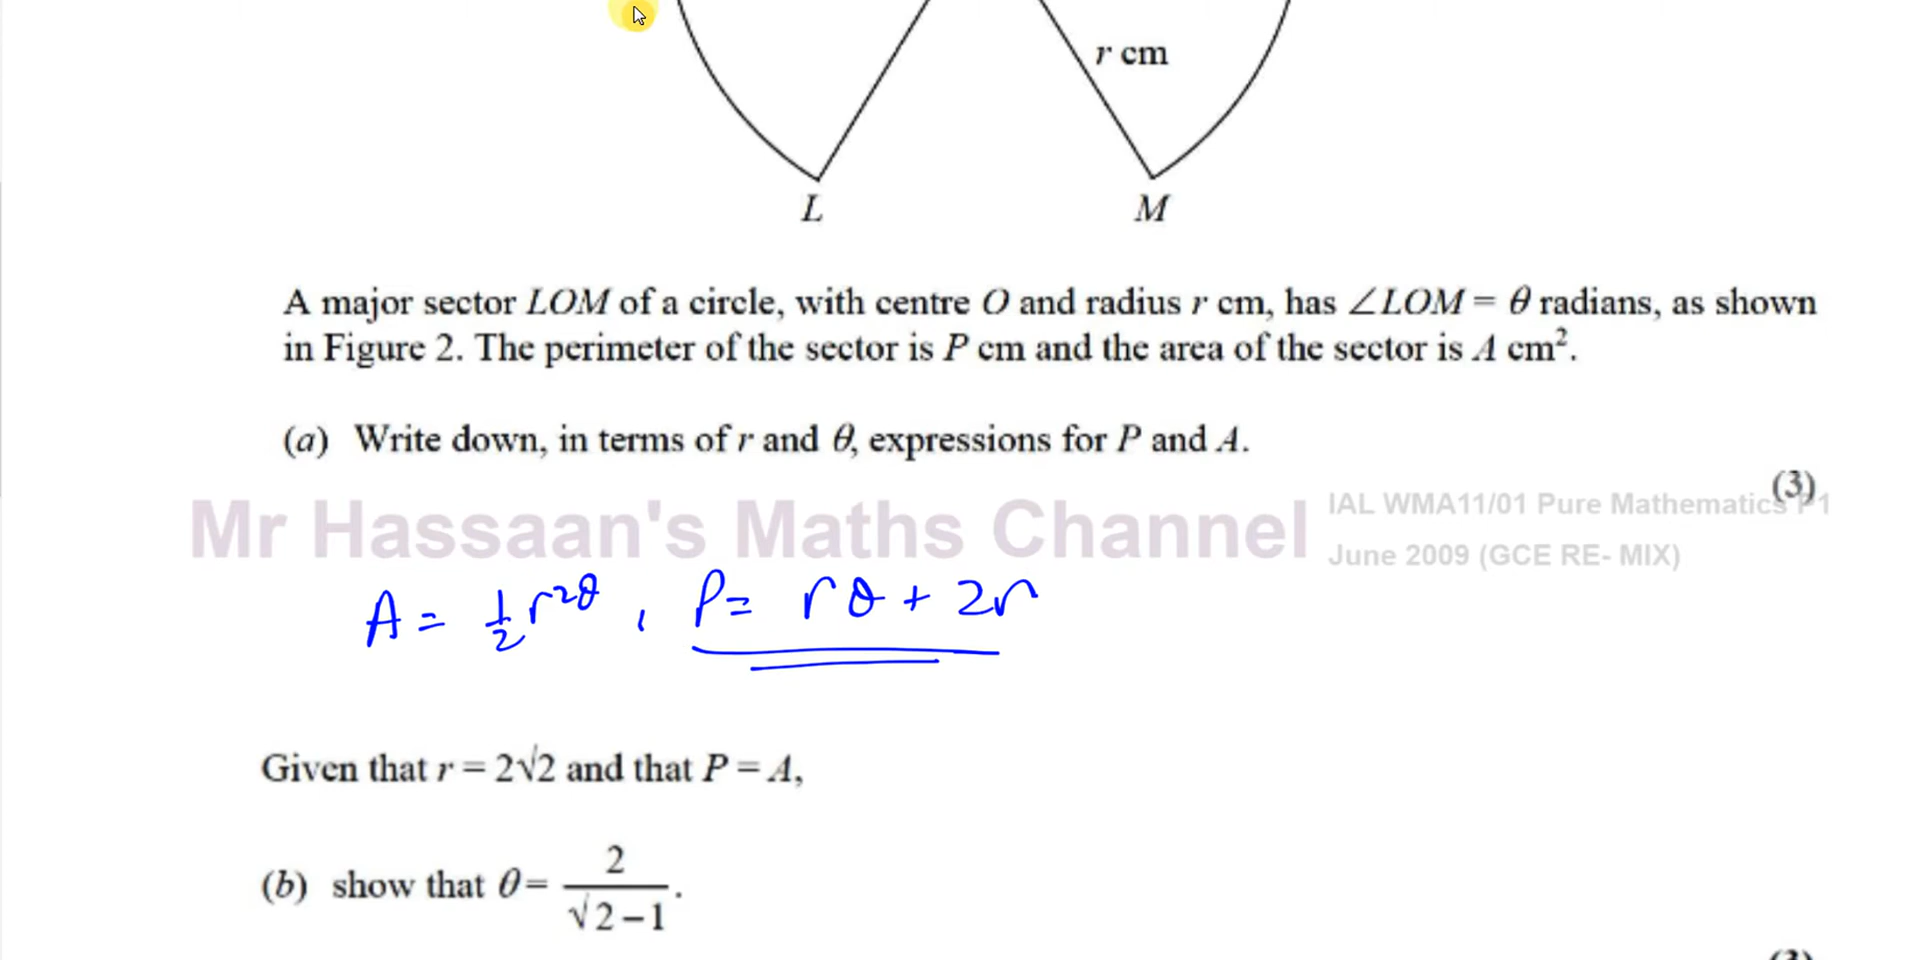 r cm
L M
A major sector LOM of a circle, with centre O and radius r cm, has ∠LOM = θ radians, as shown
in Figure 2. The perimeter of the sector is P cm and the area of the sector is A cm².
(a) Write down, in terms of r and θ, expressions for P and A.
(3)
Mr Hassaan's Maths Channel
IAL WMA11/01 Pure Mathematics P1
June 2009 (GCE RE- MIX)
A = ½r²θ , P = rθ + 2r
Given that r = 2√2 and that P = A,
(b) show that θ = 2/(√2 – 1).